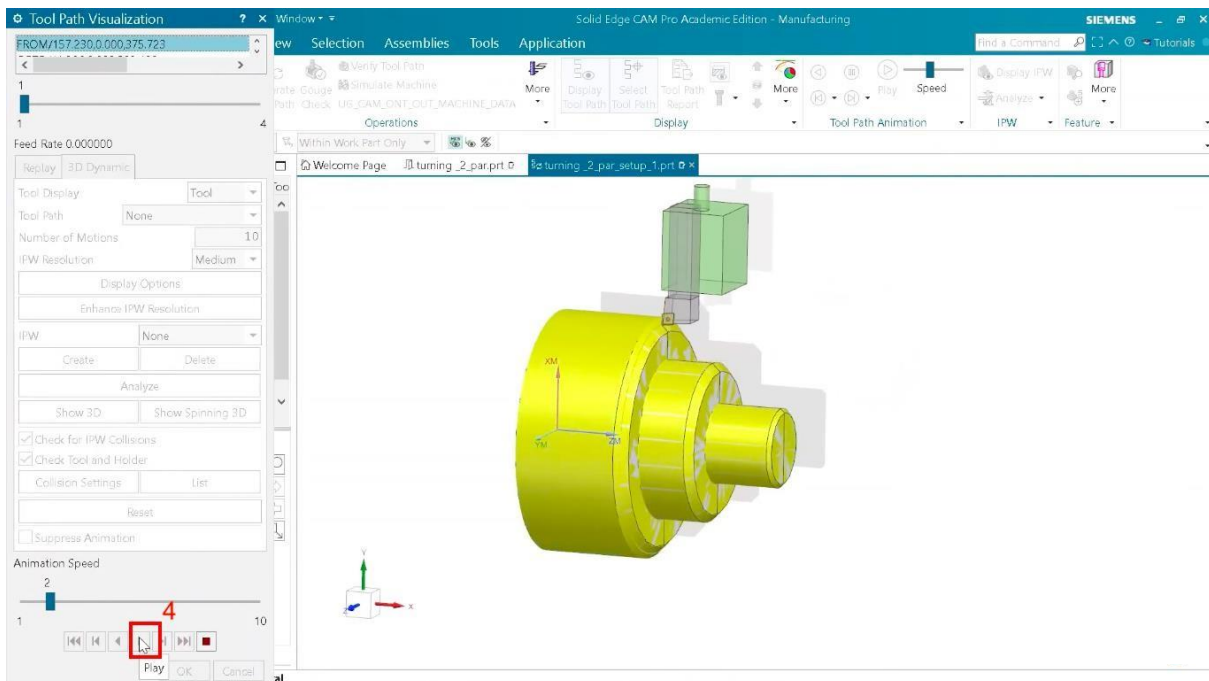 Tool Path Visualization ? × Window
Solid Edge CAM Pro Academic Edition - Manufacturing
SIEMENS
FROM/157.230,0.000,375.723
1
1 4
Feed Rate 0.000000
Replay 3D Dynamic
Tool Display Tool
Tool Path None
Number of Motions 10
IPW Resolution Medium
Display Options
Enhance IPW Resolution
IPW None
Create Delete
Analyze
Show 3D Show Spinning 3D
Check for IPW Collisions
Check Tool and Holder
Collision Settings List
Reset
Suppress Animation
Animation Speed
2
1 10
4
Play OK Cancel
ew Selection Assemblies Tools Application
Find a Command Tutorials
Verify Tool Path
Simulate Machine
Gouge Check UG_CAM_ONT_OUT_MACHINE_DATA
More
Operations
Display Tool Path
Select Tool Path
Tool Path Report
More
Display
Play Speed
Tool Path Animation
Display IPW
Analyze
IPW
More
Feature
Within Work Part Only
Welcome Page turning _2_par.prt turning _2_par_setup_1.prt
XM
YM ZM
Y
Z X